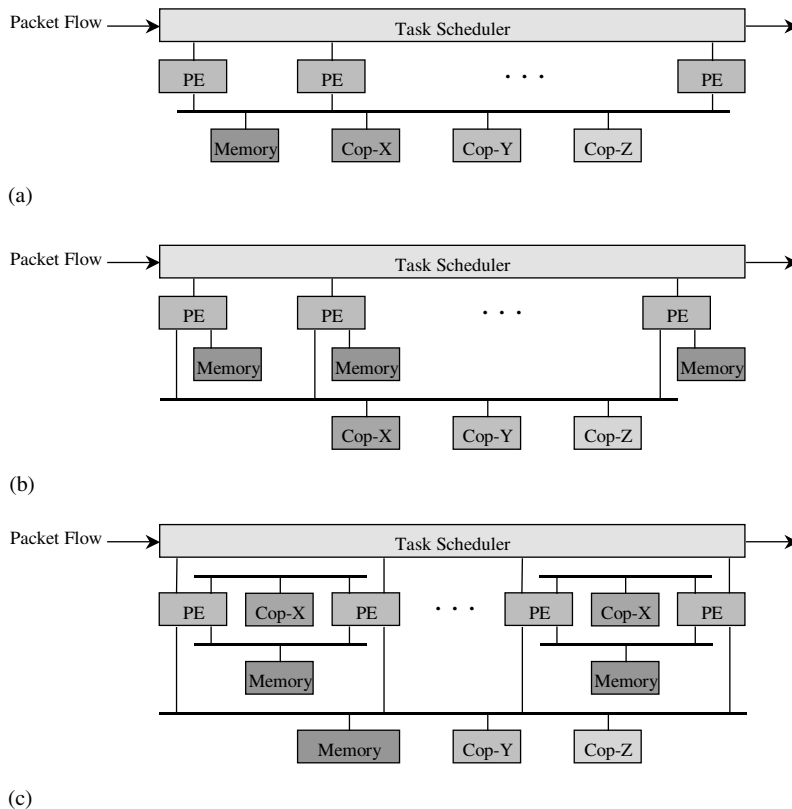 Packet Flow
Task Scheduler
PE PE . . . PE
Memory Cop-X Cop-Y Cop-Z
(a)
Packet Flow
Task Scheduler
PE PE . . . PE
Memory Memory Memory
Cop-X Cop-Y Cop-Z
(b)
Packet Flow
Task Scheduler
PE Cop-X PE . . . PE Cop-X PE
Memory Memory
Memory Cop-Y Cop-Z
(c)